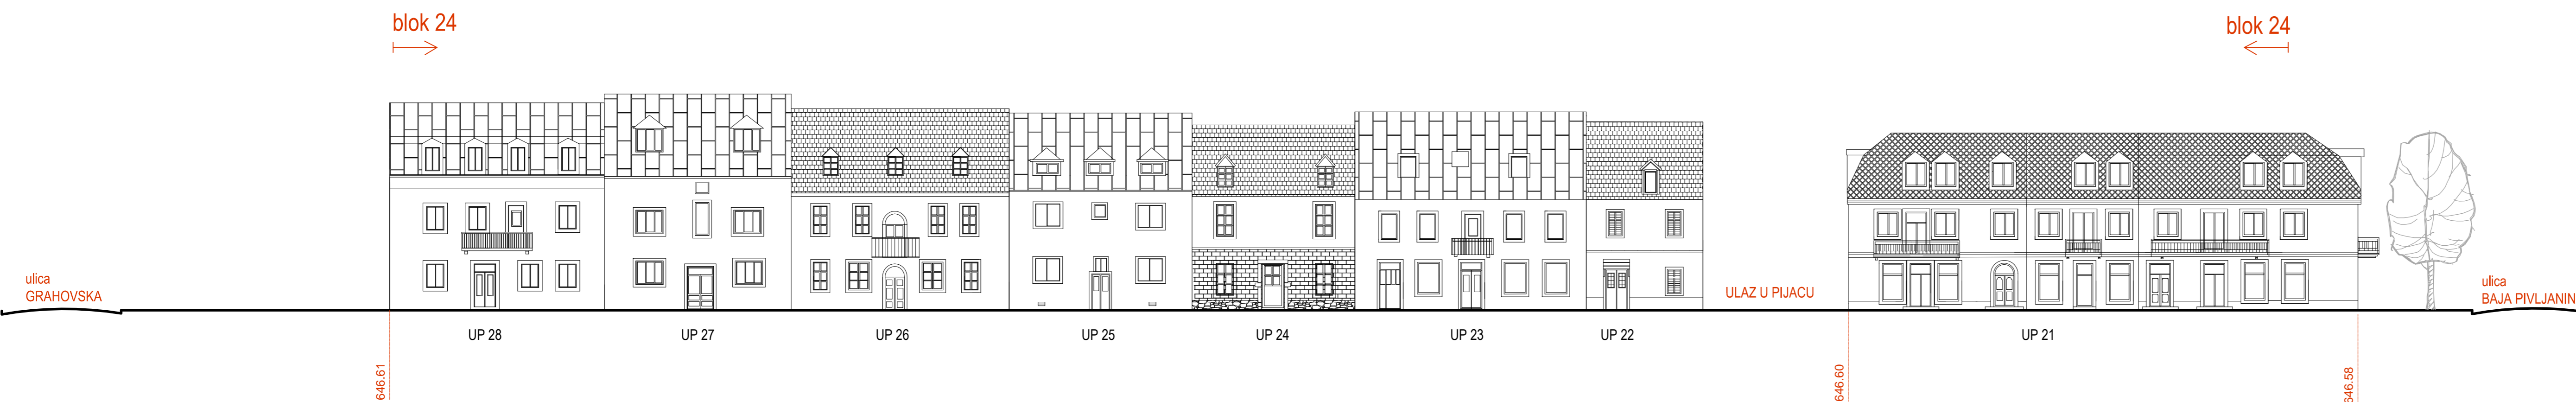 blok 24
blok 24
ulica
GRAHOVSKA
ULAZ U PIJACU
ulica
BAJA PIVLJANIN
UP 28
UP 27
UP 26
UP 25
UP 24
UP 23
UP 22
UP 21
646.61
646.60
646.58